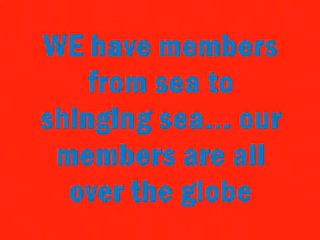 WE have members
from sea to
shinging sea... our
members are all
over the globe